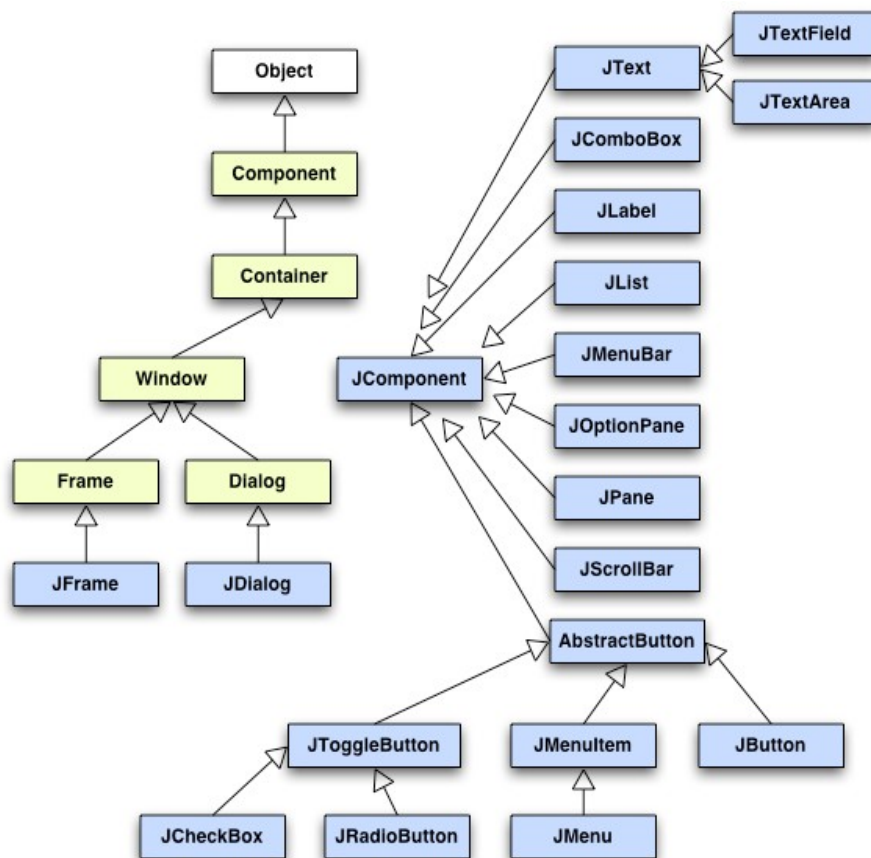 Object
Component
Container
Window
Frame
Dialog
JFrame
JDialog
JComponent
JText
JTextField
JTextArea
JComboBox
JLabel
JList
JMenuBar
JOptionPane
JPane
JScrollBar
AbstractButton
JToggleButton
JMenuItem
JButton
JCheckBox
JRadioButton
JMenu